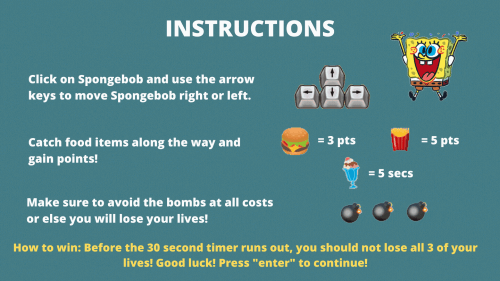 INSTRUCTIONS
Click on Spongebob and use the arrow
keys to move Spongebob right or left.
Catch food items along the way and
gain points!
= 3 pts
= 5 pts
= 5 secs
Make sure to avoid the bombs at all costs
or else you will lose your lives!
How to win: Before the 30 second timer runs out, you should not lose all 3 of your
lives! Good luck! Press "enter" to continue!